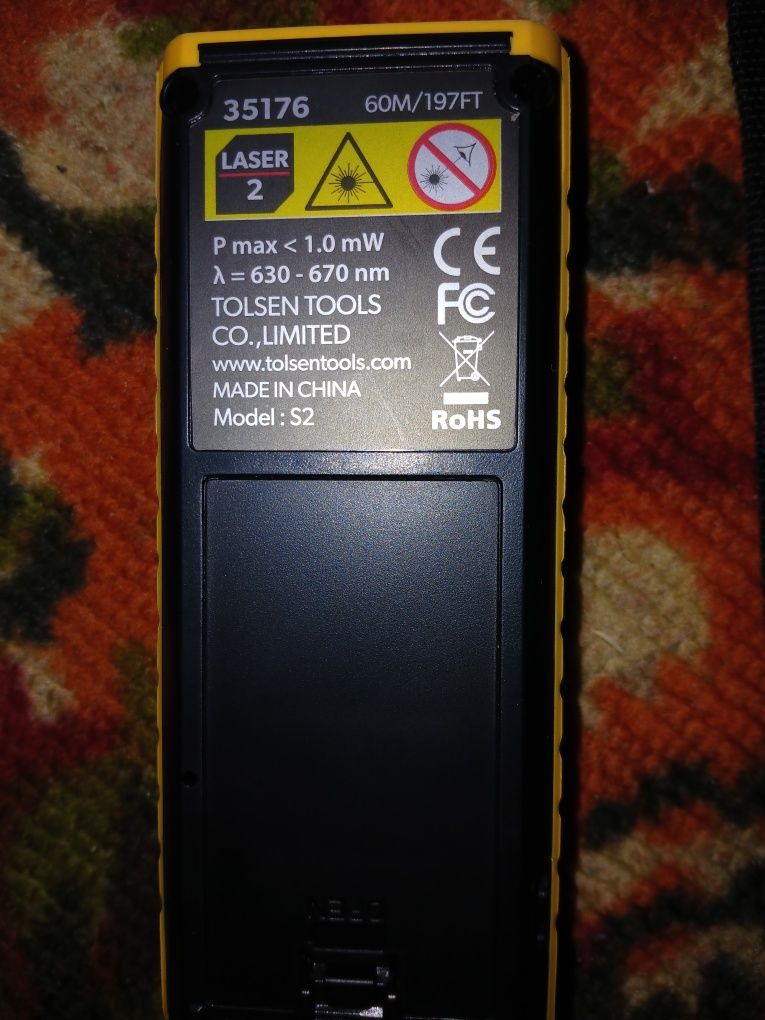 35176 60M/197FT
LASER
2
P max < 1.0 mW
λ = 630 - 670 nm
TOLSEN TOOLS
CO.,LIMITED
www.tolsentools.com
MADE IN CHINA
Model : S2
CE
FC
RoHS
OPEN